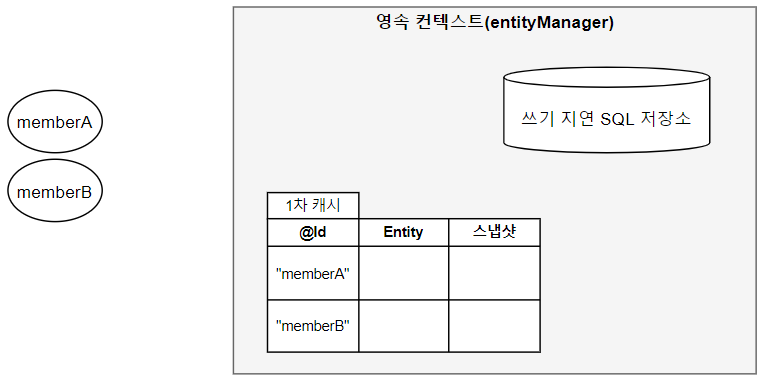 영속 컨텍스트(entityManager)
쓰기 지연 SQL 저장소
memberA
memberB
1차 캐시
@Id Entity 스냅샷
"memberA"
"memberB"